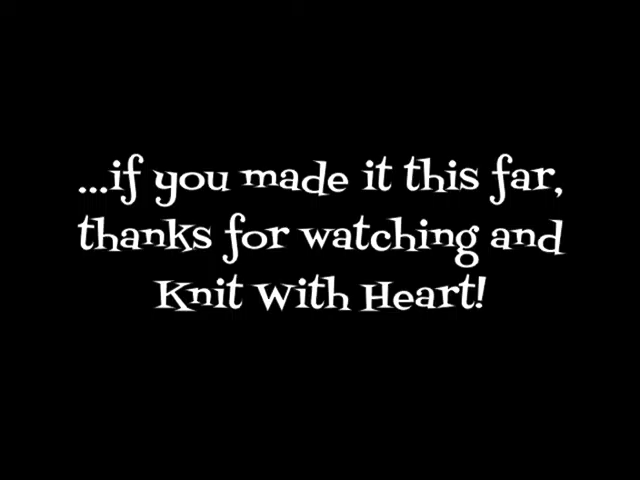 ...if you made it this far,
thanks for watching and
Knit With Heart!